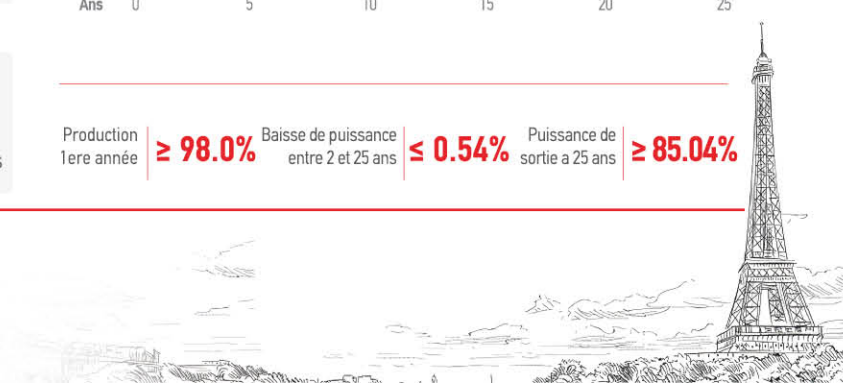 Ans 0 5 10 15 20 25
Production
1ere année
≥ 98.0%
Baisse de puissance
entre 2 et 25 ans
≤ 0.54%
Puissance de
sortie a 25 ans
≥ 85.04%